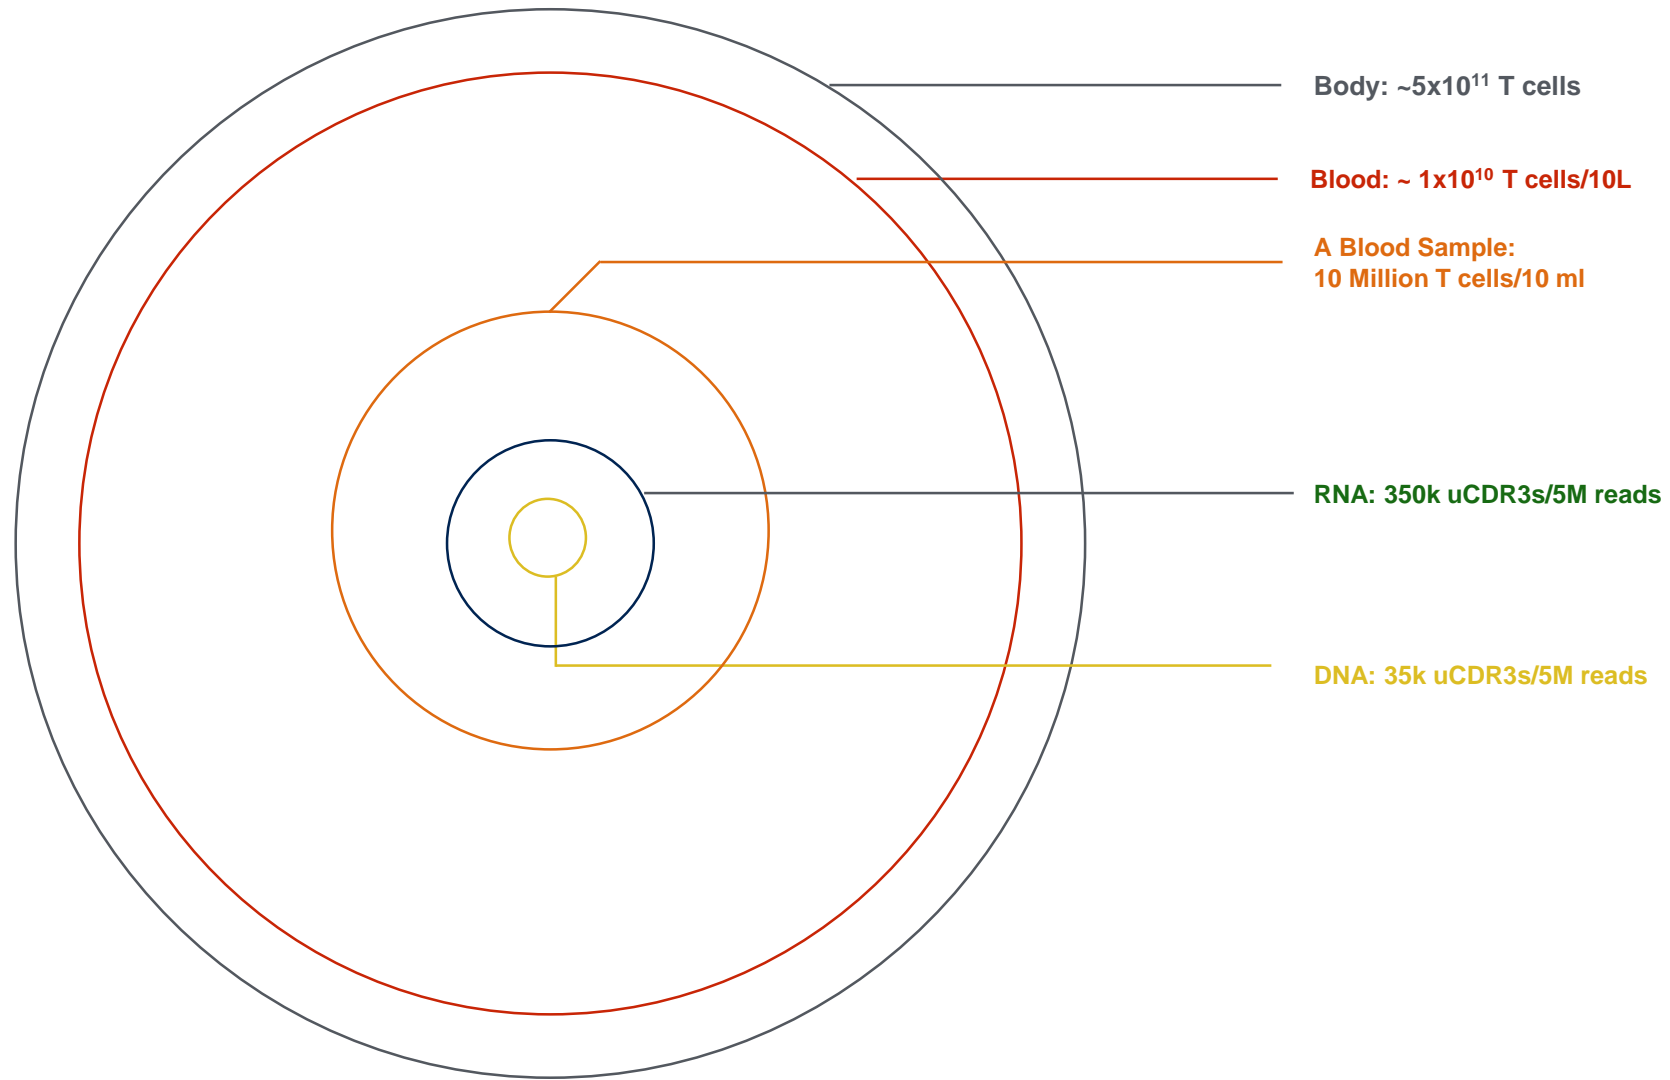 Body: ~5x10¹¹ T cells
Blood: ~ 1x10¹⁰ T cells/10L
A Blood Sample:
10 Million T cells/10 ml
RNA: 350k uCDR3s/5M reads
DNA: 35k uCDR3s/5M reads